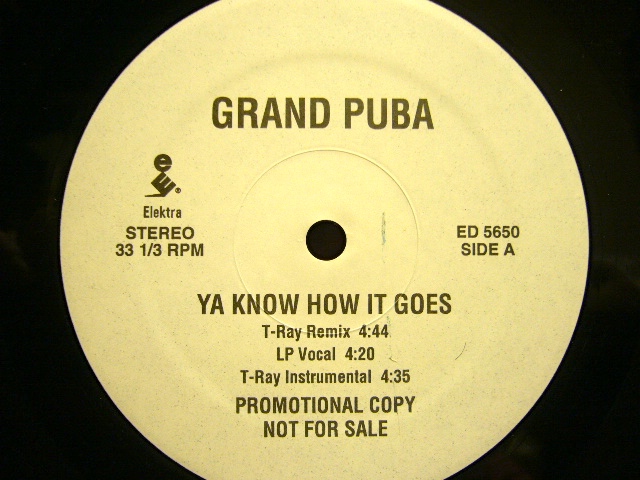 GRAND PUBA
Elektra
STEREO
33 1/3 RPM
ED 5650
SIDE A
YA KNOW HOW IT GOES
T-Ray Remix 4:44
LP Vocal 4:20
T-Ray Instrumental 4:35
PROMOTIONAL COPY
NOT FOR SALE